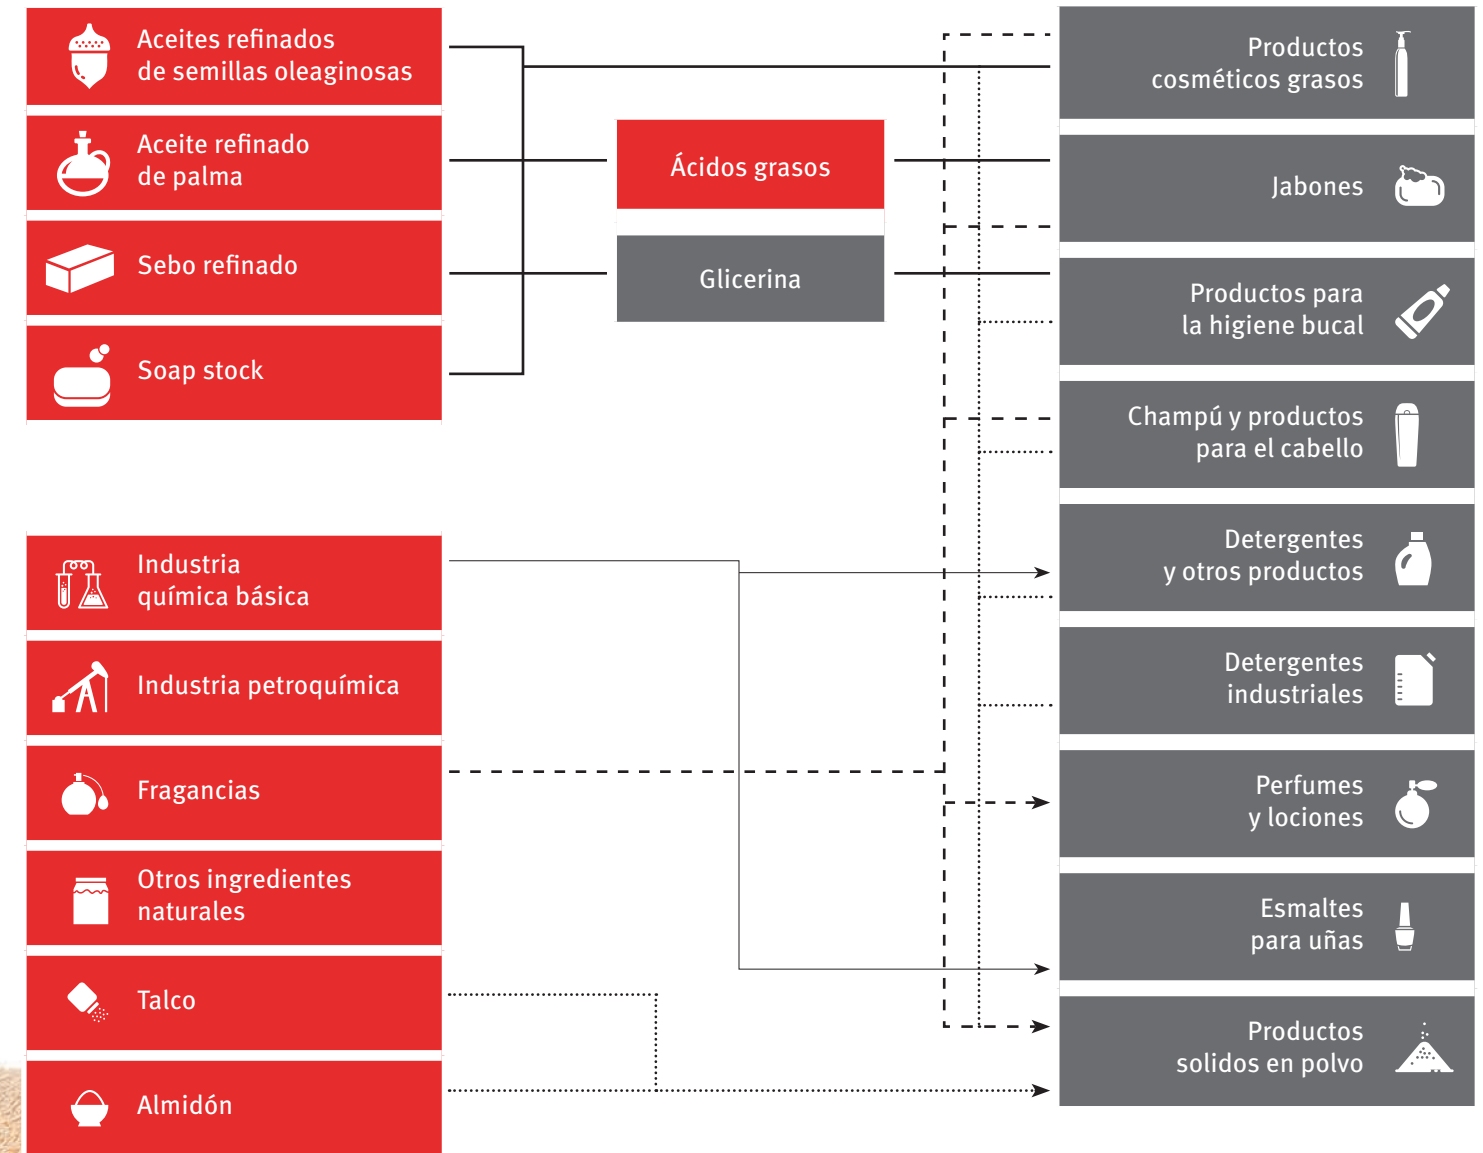 Aceites refinados
de semillas oleaginosas
Aceite refinado
de palma
Sebo refinado
Soap stock
Ácidos grasos
Glicerina
Industria
química básica
Industria petroquímica
Fragancias
Otros ingredientes
naturales
Talco
Almidón
Productos
cosméticos grasos
Jabones
Productos para
la higiene bucal
Champú y productos
para el cabello
Detergentes
y otros productos
Detergentes
industriales
Perfumes
y lociones
Esmaltes
para uñas
Productos
solidos en polvo